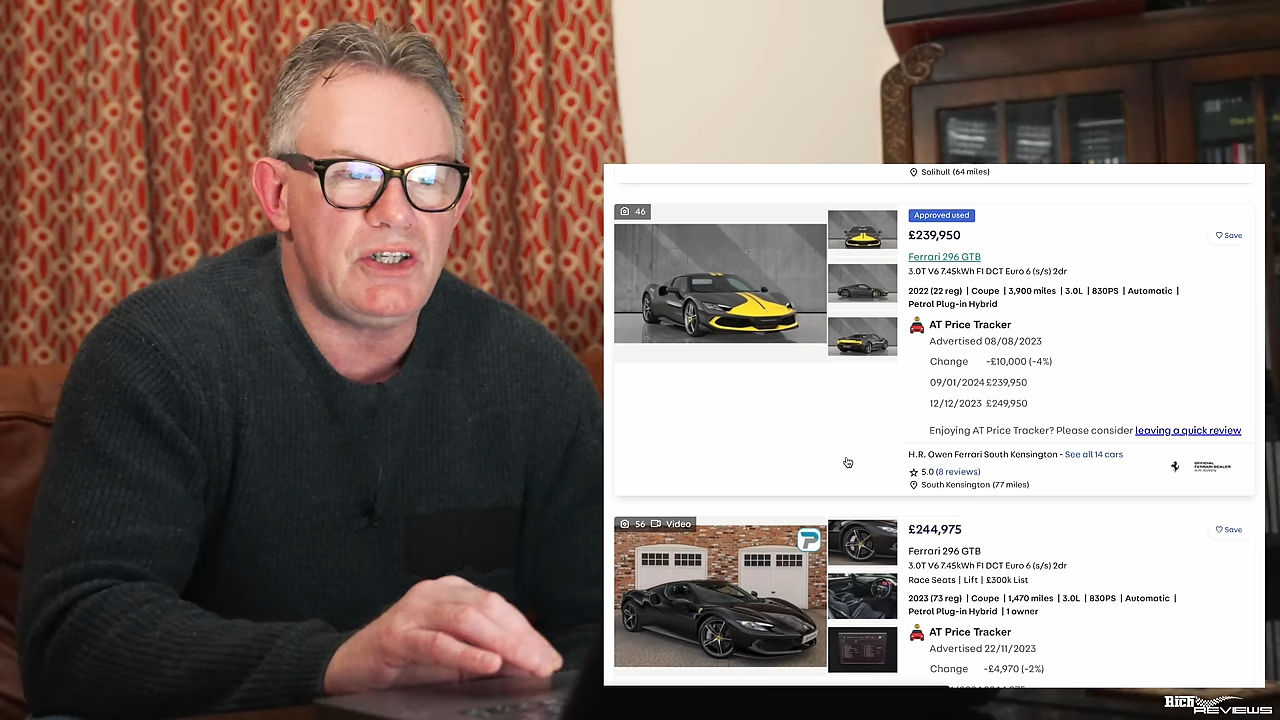 Solihull (64 miles)
46
Approved used
£239,950
Save
Ferrari 296 GTB
3.0T V6 7.45kWh F1 DCT Euro 6 (s/s) 2dr
2022 (22 reg) | Coupe | 3,900 miles | 3.0L | 830PS | Automatic |
Petrol Plug-in Hybrid
AT Price Tracker
Advertised 08/08/2023
Change -£10,000 (-4%)
09/01/2024 £239,950
12/12/2023 £249,950
Enjoying AT Price Tracker? Please consider leaving a quick review
H.R. Owen Ferrari South Kensington - See all 14 cars
OFFICIAL
FERRARI DEALER
H.R. OWEN
5.0 (8 reviews)
South Kensington (77 miles)
56 Video
£244,975
Save
Ferrari 296 GTB
3.0T V6 7.45kWh F1 DCT Euro 6 (s/s) 2dr
Race Seats | Lift | £300k List
2023 (73 reg) | Coupe | 1,470 miles | 3.0L | 830PS | Automatic |
Petrol Plug-in Hybrid | 1 owner
AT Price Tracker
Advertised 22/11/2023
Change -£4,970 (-2%)
Rich
REVIEWS